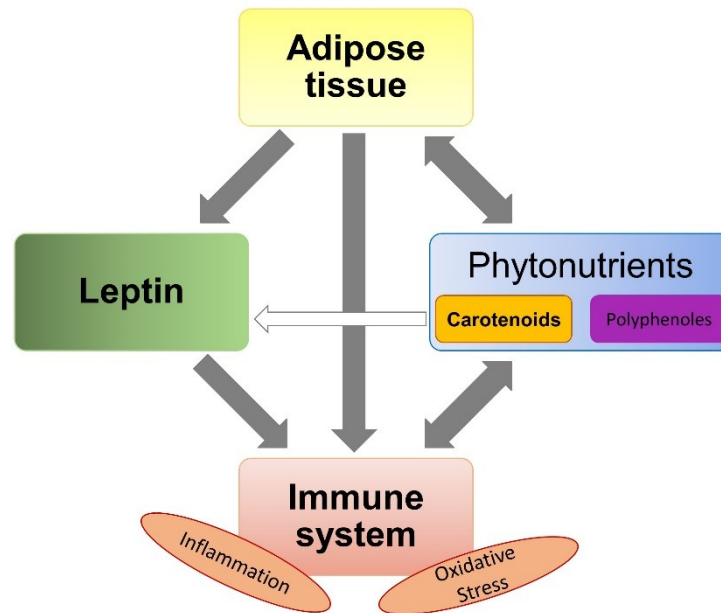 Adipose
tissue
Leptin
Phytonutrients
Carotenoids
Polyphenoles
Immune
system
Inflammation
Oxidative
Stress